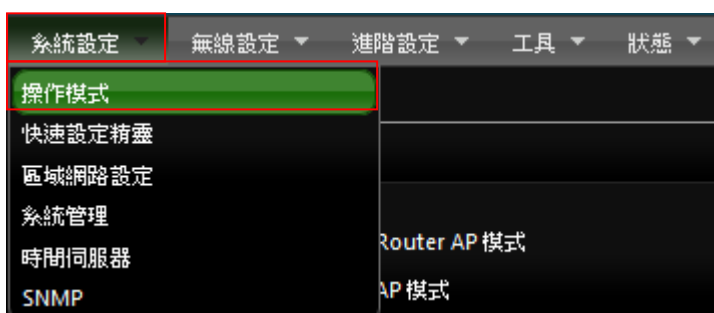 系統設定 無線設定 進階設定 工具 狀態
操作模式
快速設定精靈
區域網路設定
系統管理
Router AP 模式
時間伺服器
AP 模式
SNMP